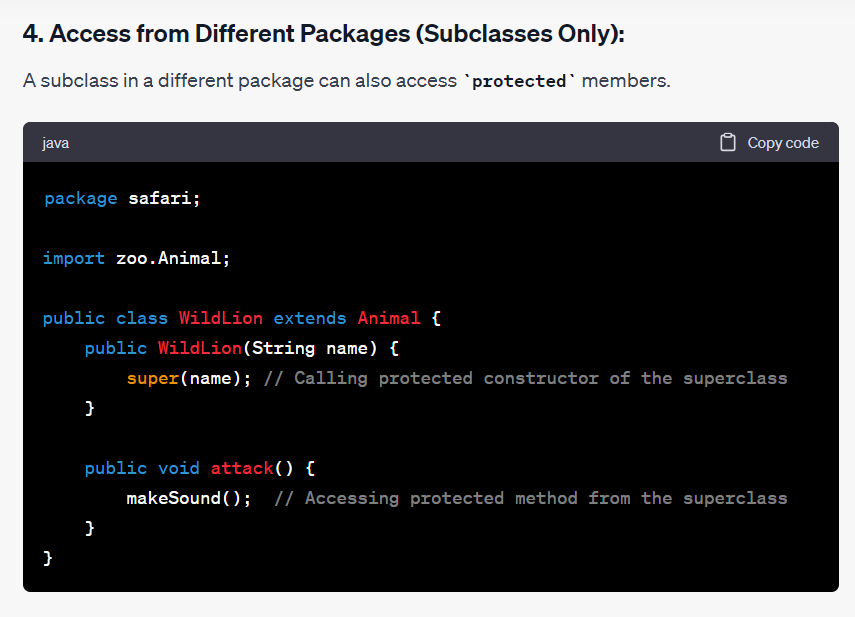 4. Access from Different Packages (Subclasses Only):
A subclass in a different package can also access `protected` members.
java
Copy code
package safari;
import zoo.Animal;
public class WildLion extends Animal {
    public WildLion(String name) {
        super(name); // Calling protected constructor of the superclass
    }
    public void attack() {
        makeSound();  // Accessing protected method from the superclass
    }
}